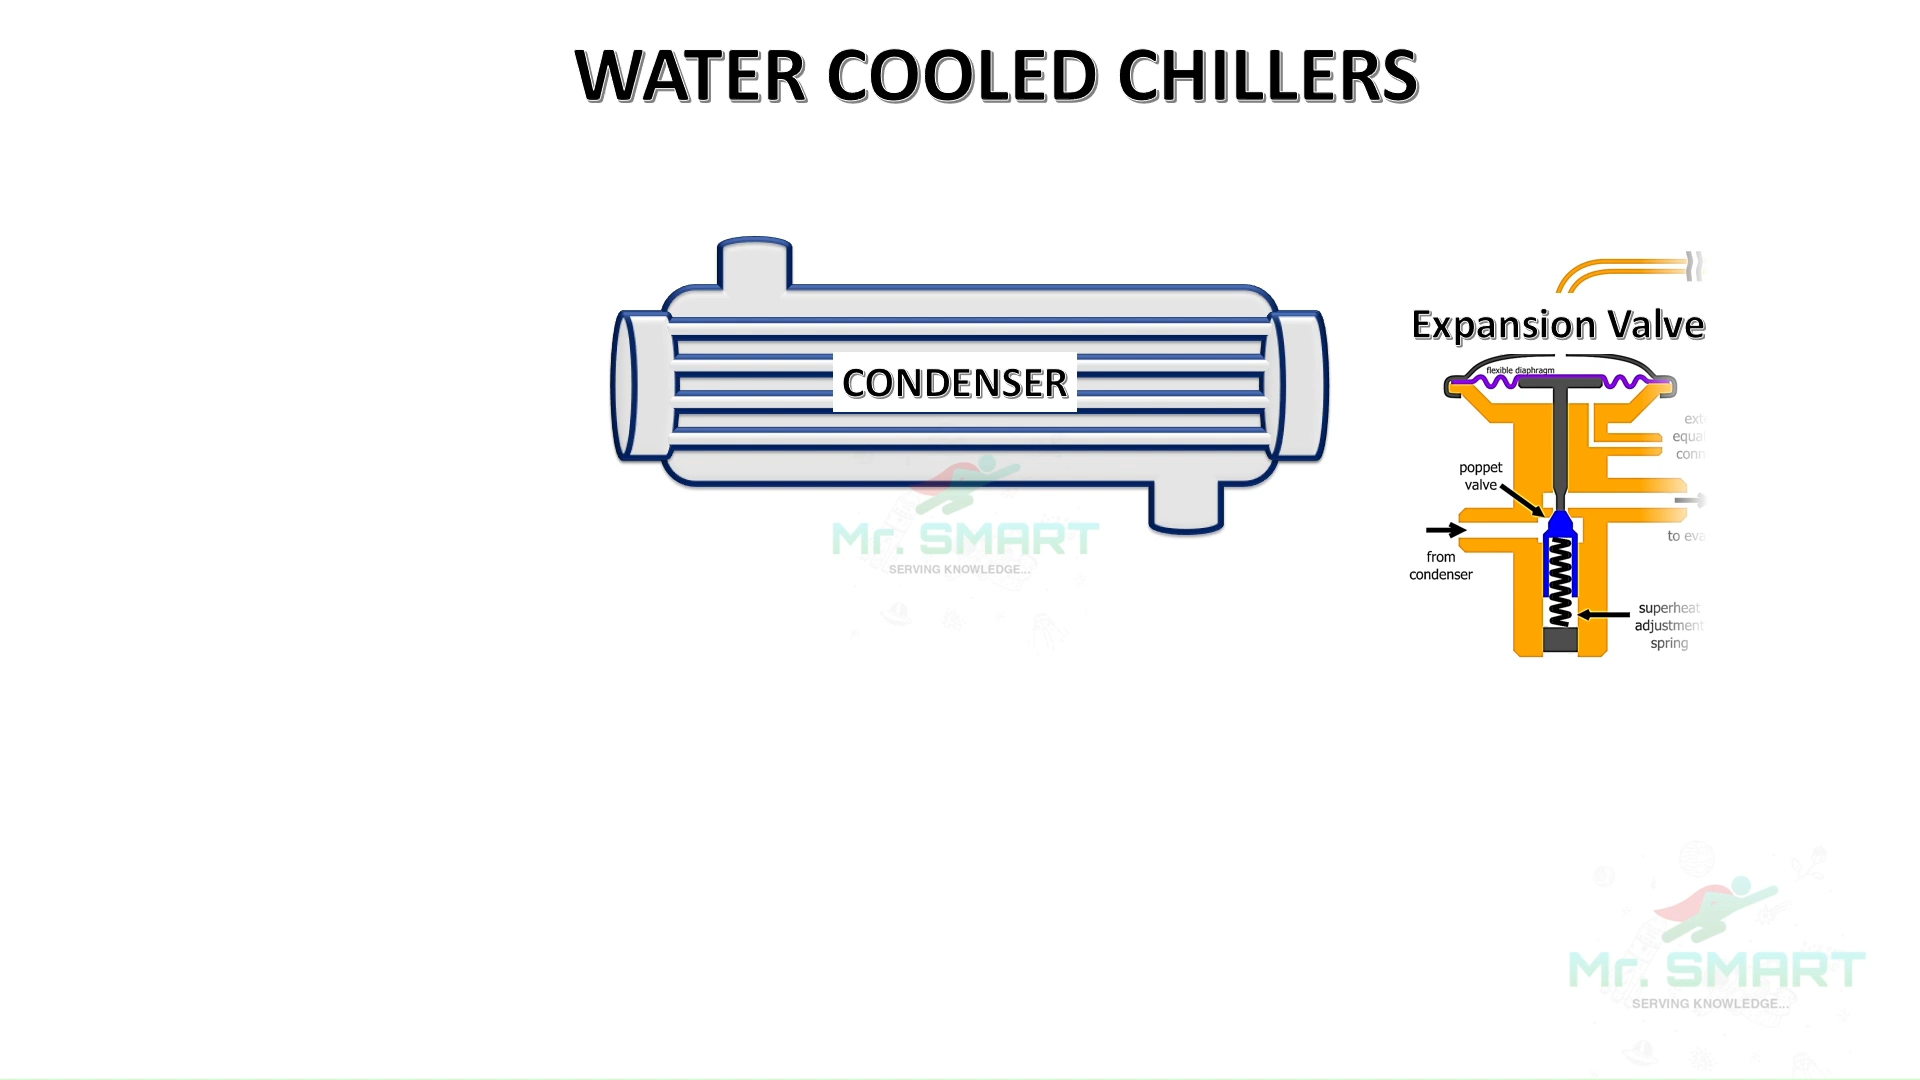 WATER COOLED CHILLERS
Expansion Valve
flexible diaphragm
CONDENSER
poppet
valve
from
condenser
to
superheat
adjustment
spring
Mr. SMART
SERVING KNOWLEDGE...
Mr. SMART
SERVING KNOWLEDGE...